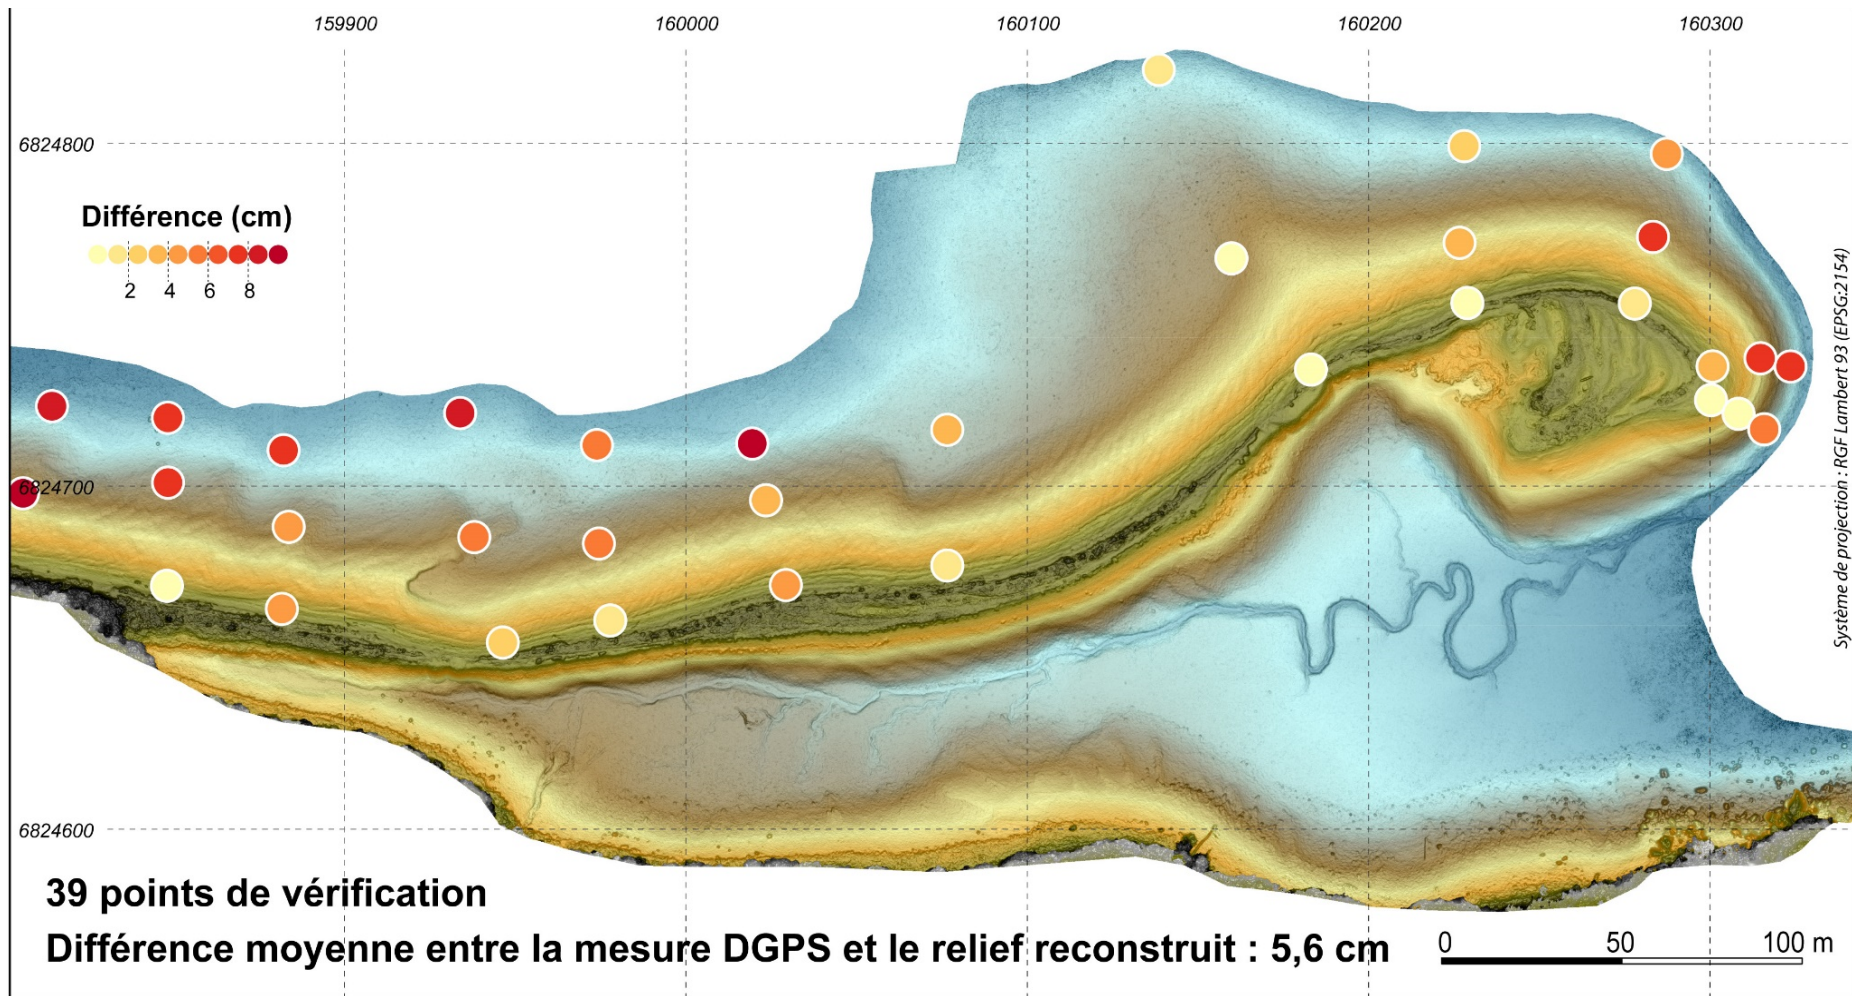 159900 160000 160100 160200 160300
6824800
Différence (cm)
2 4 6 8
6824700
6824600
Système de projection : RGF Lambert 93 (EPSG:2154)
39 points de vérification
Différence moyenne entre la mesure DGPS et le relief reconstruit : 5,6 cm
0 50 100 m